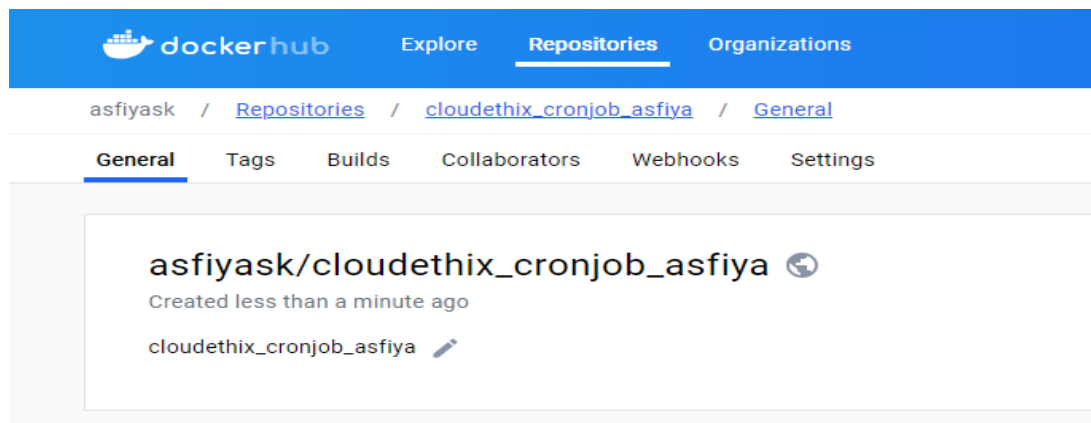 dockerhub Explore Repositories Organizations
asfiyask / Repositories / cloudethix_cronjob_asfiya / General
General Tags Builds Collaborators Webhooks Settings
asfiyask/cloudethix_cronjob_asfiya
Created less than a minute ago
cloudethix_cronjob_asfiya